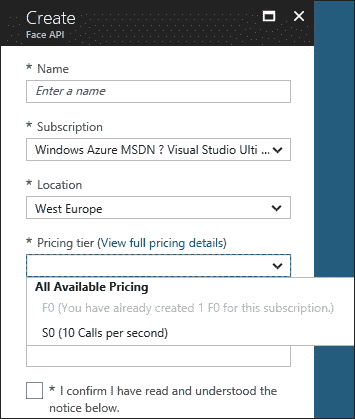 Create
Face API
* Name
Enter a name
* Subscription
Windows Azure MSDN ? Visual Studio Ulti ...
* Location
West Europe
* Pricing tier (View full pricing details)
All Available Pricing
F0 (You have already created 1 F0 for this subscription.)
S0 (10 Calls per second)
* I confirm I have read and understood the
notice below.